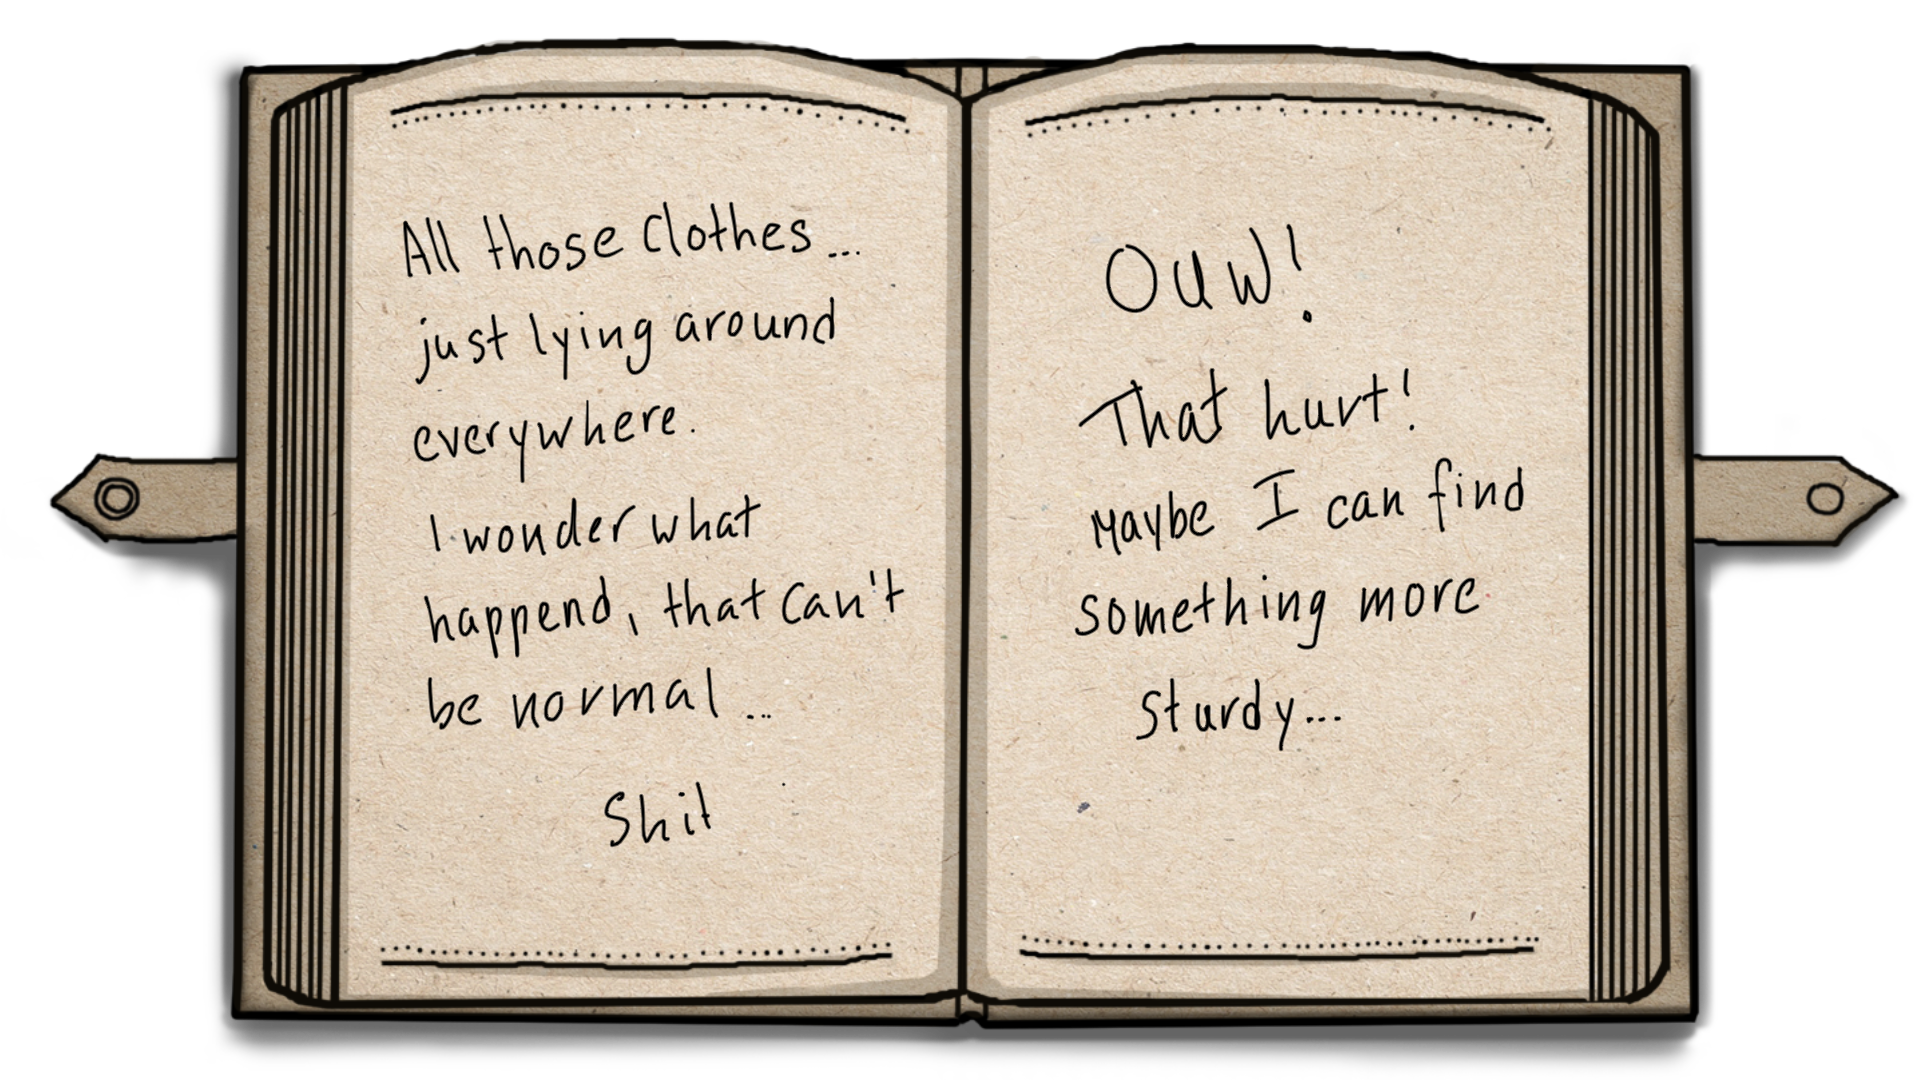 All those clothes...
just lying around
everywhere.
I wonder what
happend, that can't
be normal...
Shit
OUW!
That hurt!
Maybe I can find
something more
sturdy...